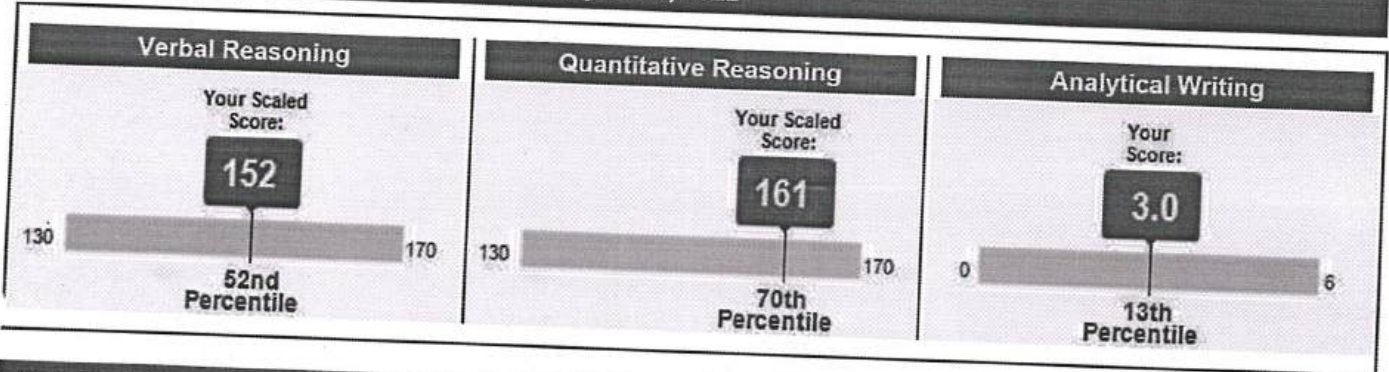 Verbal Reasoning
Your Scaled
Score:
152
130
170
52nd
Percentile
Quantitative Reasoning
Your Scaled
Score:
161
130
170
70th
Percentile
Analytical Writing
Your
Score:
3.0
0
6
13th
Percentile